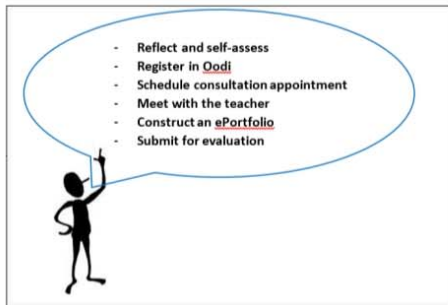 - Reflect and self-assess
- Register in Oodi
- Schedule consultation appointment
- Meet with the teacher
- Construct an ePortfolio
- Submit for evaluation